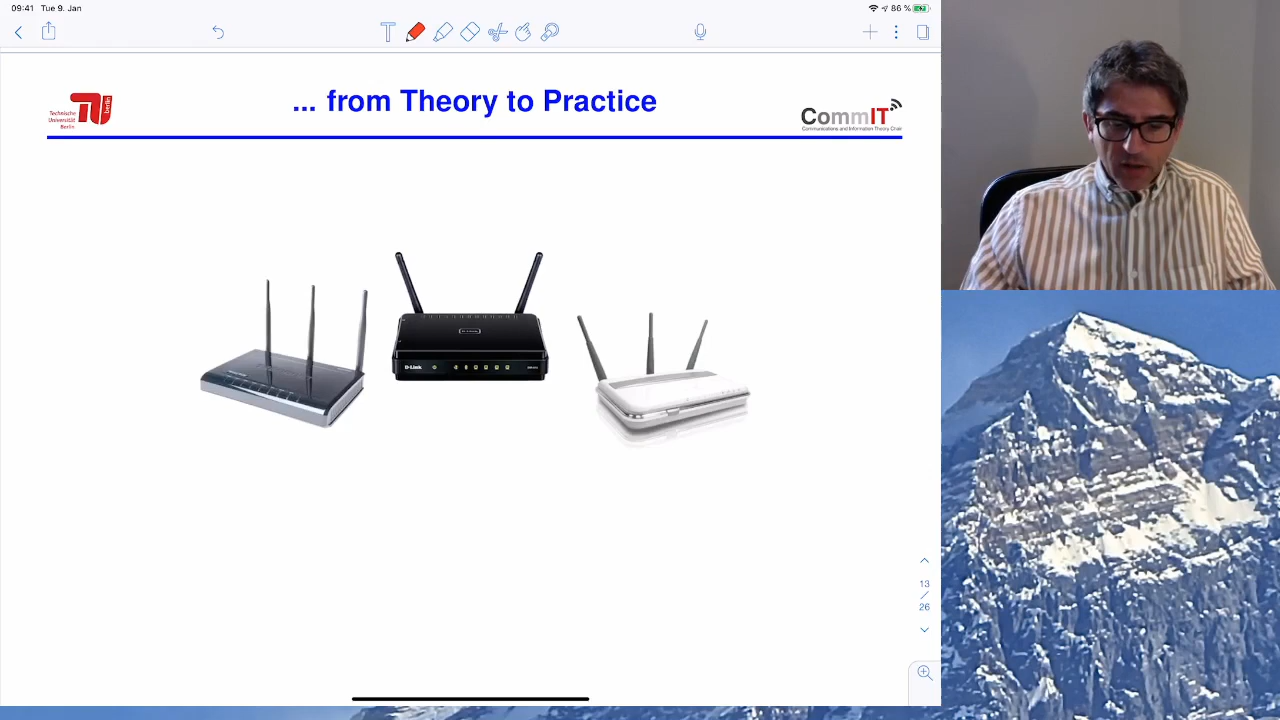 09:41 Tue 9. Jan
86 %
... from Theory to Practice
Technische
Universität
Berlin
berlin
CommIT
Communications and Information Theory Chair
D-Link
13
/
26